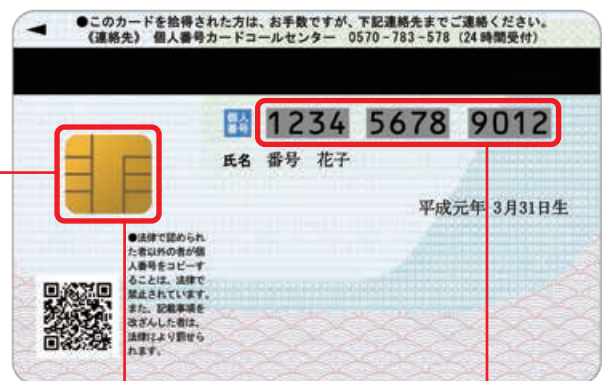 ●このカードを拾得された方は、お手数ですが、下記連絡先までご連絡ください。
《連絡先》 個人番号カードコールセンター 0570-783-578 (24時間受付)
個人番号 1234 5678 9012
氏名 番号 花子
平成元年 3月31日生
●法律で認められ
た者以外の者が個
人番号をコピーす
ることは、法律で
禁止されています。
また、記載事項を
改ざんした者は、
法律により罰せら
れます。